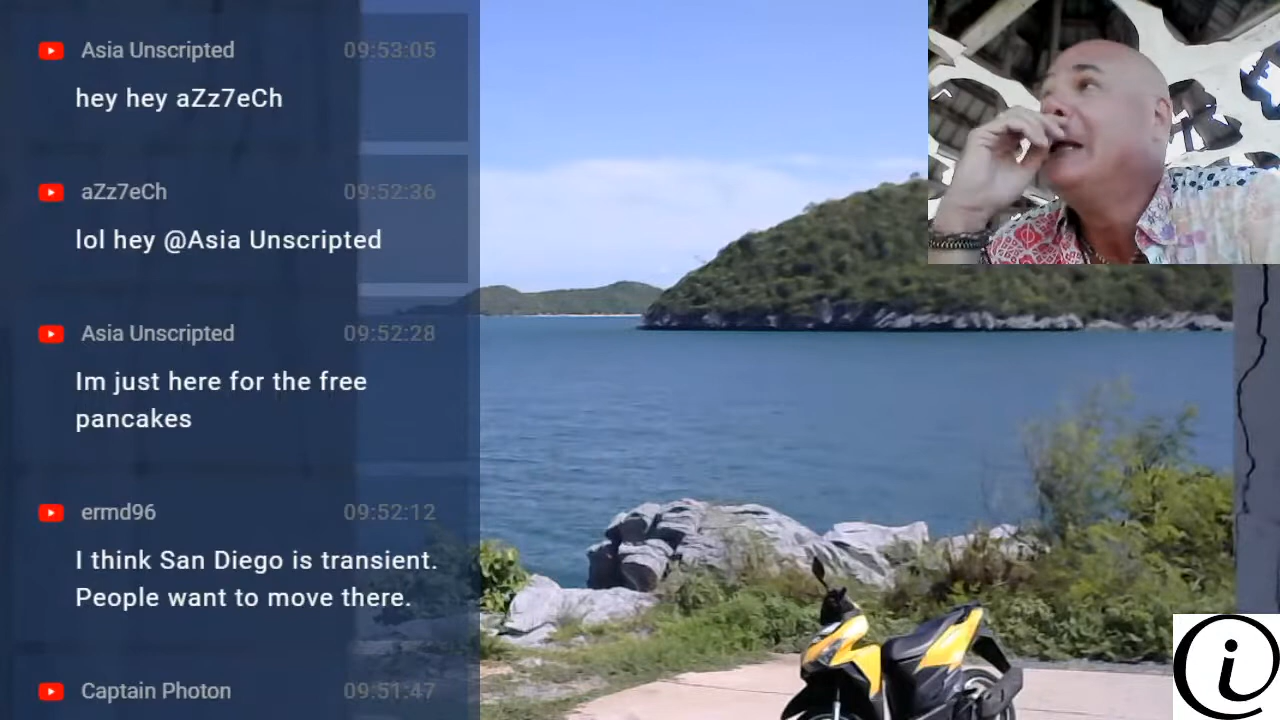 Asia Unscripted 09:53:05
hey hey aZz7eCh
aZz7eCh 09:52:36
lol hey @Asia Unscripted
Asia Unscripted 09:52:28
Im just here for the free
pancakes
ermd96 09:52:12
I think San Diego is transient.
People want to move there.
Captain Photon 09:51:47
i